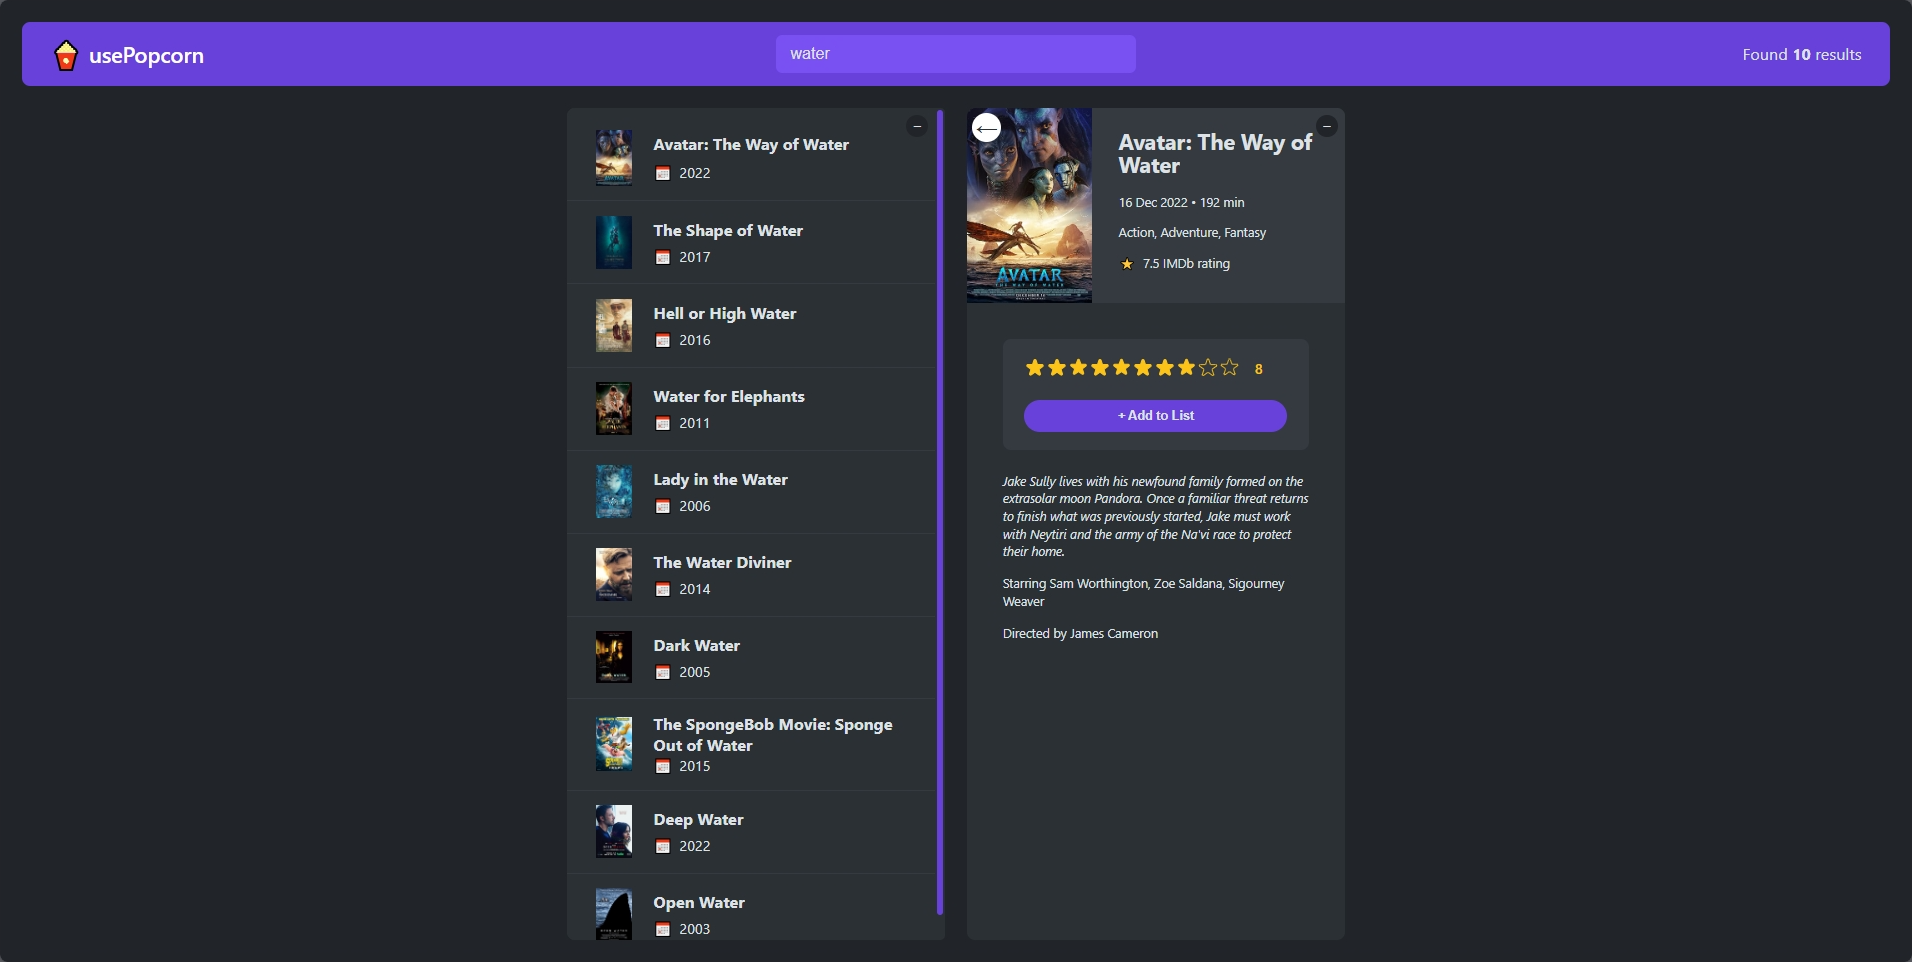 usePopcorn
water
Found 10 results
Avatar: The Way of Water
2022
The Shape of Water
2017
Hell or High Water
2016
Water for Elephants
2011
Lady in the Water
2006
The Water Diviner
2014
Dark Water
2005
The SpongeBob Movie: Sponge
Out of Water
2015
Deep Water
2022
Open Water
2003
←
–
AVATAR
THE WAY OF WATER
Avatar: The Way of
Water
16 Dec 2022 • 192 min
Action, Adventure, Fantasy
7.5 IMDb rating
8
+ Add to List
Jake Sully lives with his newfound family formed on the
extrasolar moon Pandora. Once a familiar threat returns
to finish what was previously started, Jake must work
with Neytiri and the army of the Na'vi race to protect
their home.
Starring Sam Worthington, Zoe Saldana, Sigourney
Weaver
Directed by James Cameron